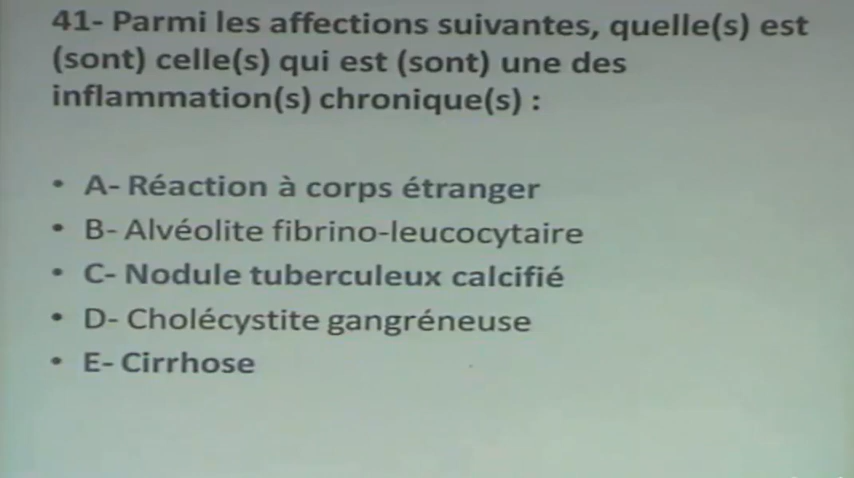 41- Parmi les affections suivantes, quelle(s) est
(sont) celle(s) qui est (sont) une des
inflammation(s) chronique(s) :
• A- Réaction à corps étranger
• B- Alvéolite fibrino-leucocytaire
• C- Nodule tuberculeux calcifié
• D- Cholécystite gangréneuse
• E- Cirrhose